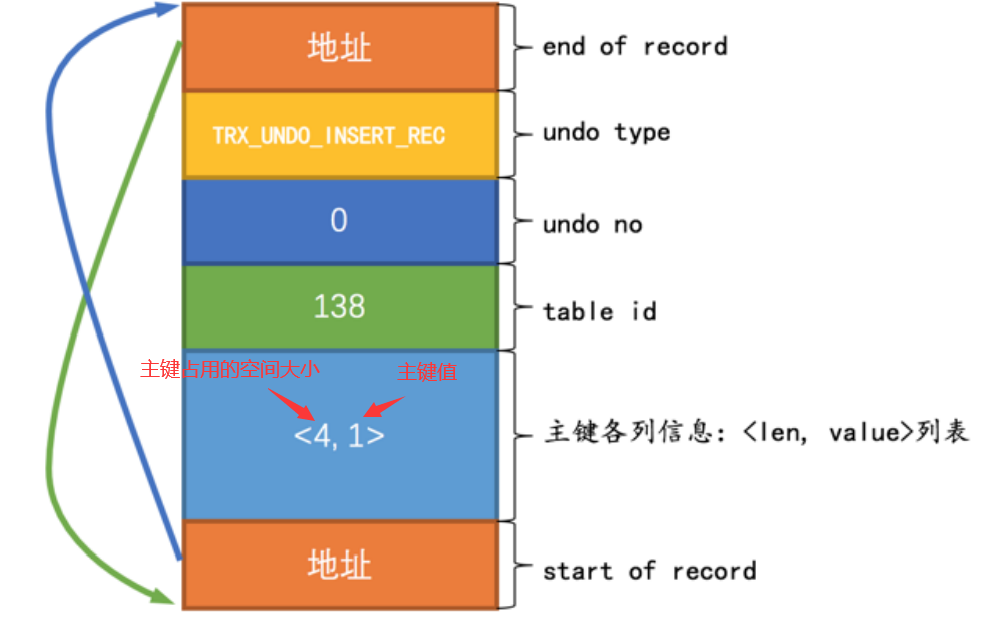 地址
end of record
TRX_UNDO_INSERT_REC
undo type
0
undo no
138
table id
主键占用的空间大小
主键值
<4, 1>
主键各列信息：<len, value>列表
地址
start of record